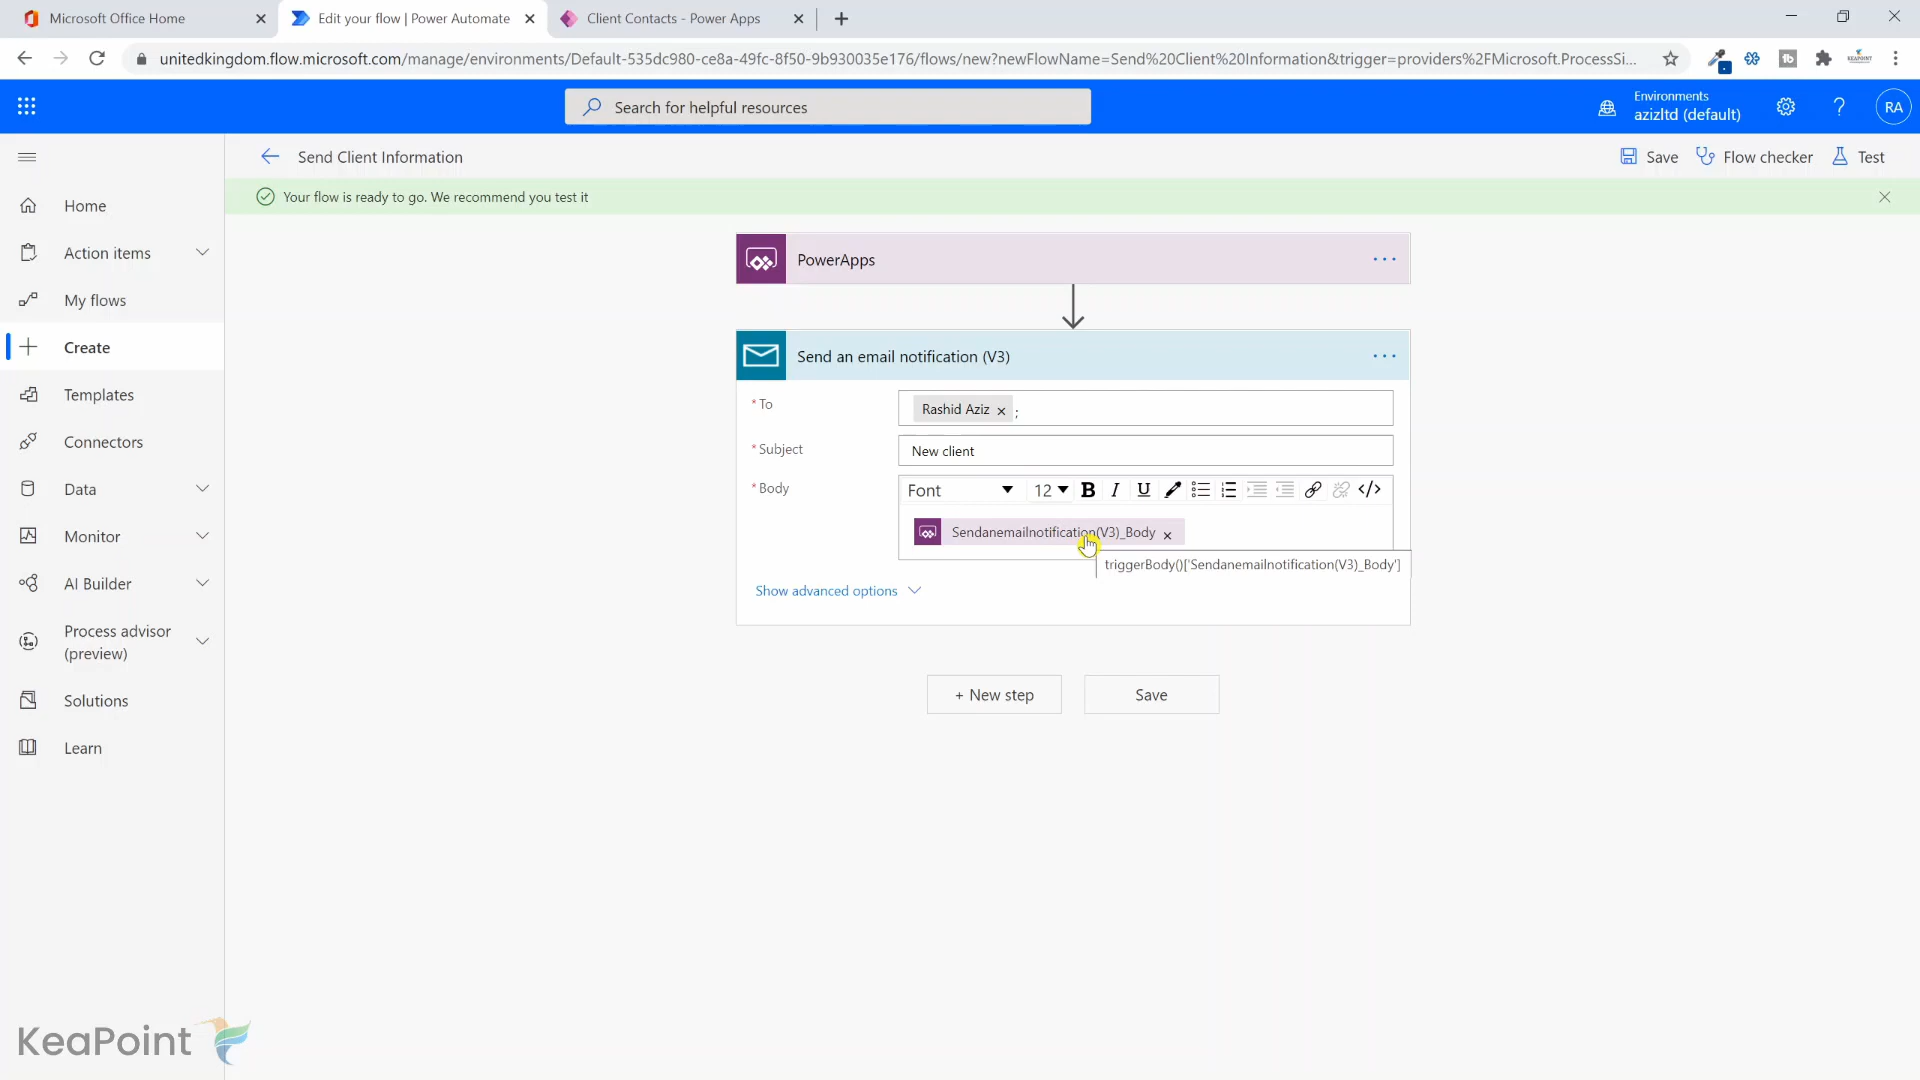 Microsoft Office Home
Edit your flow | Power Automate
Client Contacts - Power Apps
unitedkingdom.flow.microsoft.com/manage/environments/Default-535dc980-ce8a-49fc-8f50-9b930035e176/flows/new?newFlowName=Send%20Client%20Information&trigger=providers%2FMicrosoft.ProcessSi...
Search for helpful resources
Environments
azizltd (default)
?
RA
Send Client Information
Save
Flow checker
Test
Your flow is ready to go. We recommend you test it
Home
Action items
My flows
Create
Templates
Connectors
Data
Monitor
AI Builder
Process advisor
(preview)
Solutions
Learn
PowerApps
Send an email notification (V3)
* To
Rashid Aziz ;
* Subject
New client
* Body
Font
12
B I U </>
Sendanemailnotification(V3)_Body
triggerBody()['Sendanemailnotification(V3)_Body']
Show advanced options
+ New step
Save
KeaPoint